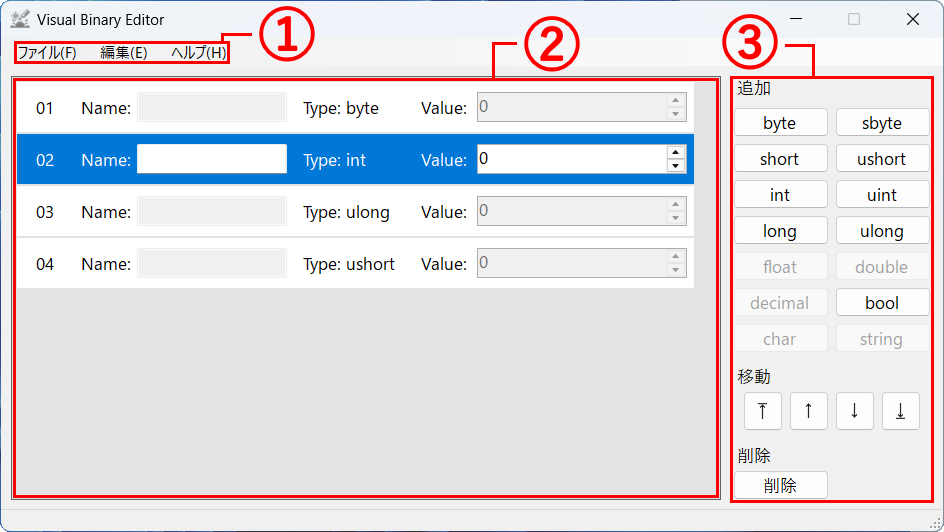 Visual Binary Editor
ファイル(F) 編集(E) ヘルプ(H)
①
②
③
01 Name: Type: byte Value: 0
02 Name: Type: int Value: 0
03 Name: Type: ulong Value: 0
04 Name: Type: ushort Value: 0
追加
byte sbyte
short ushort
int uint
long ulong
float double
decimal bool
char string
移動
⤒ ↑ ↓ ⤓
削除
削除